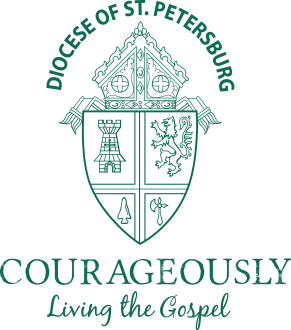 DIOCESE OF ST. PETERSBURG
COURAGEOUSLY
Living the Gospel